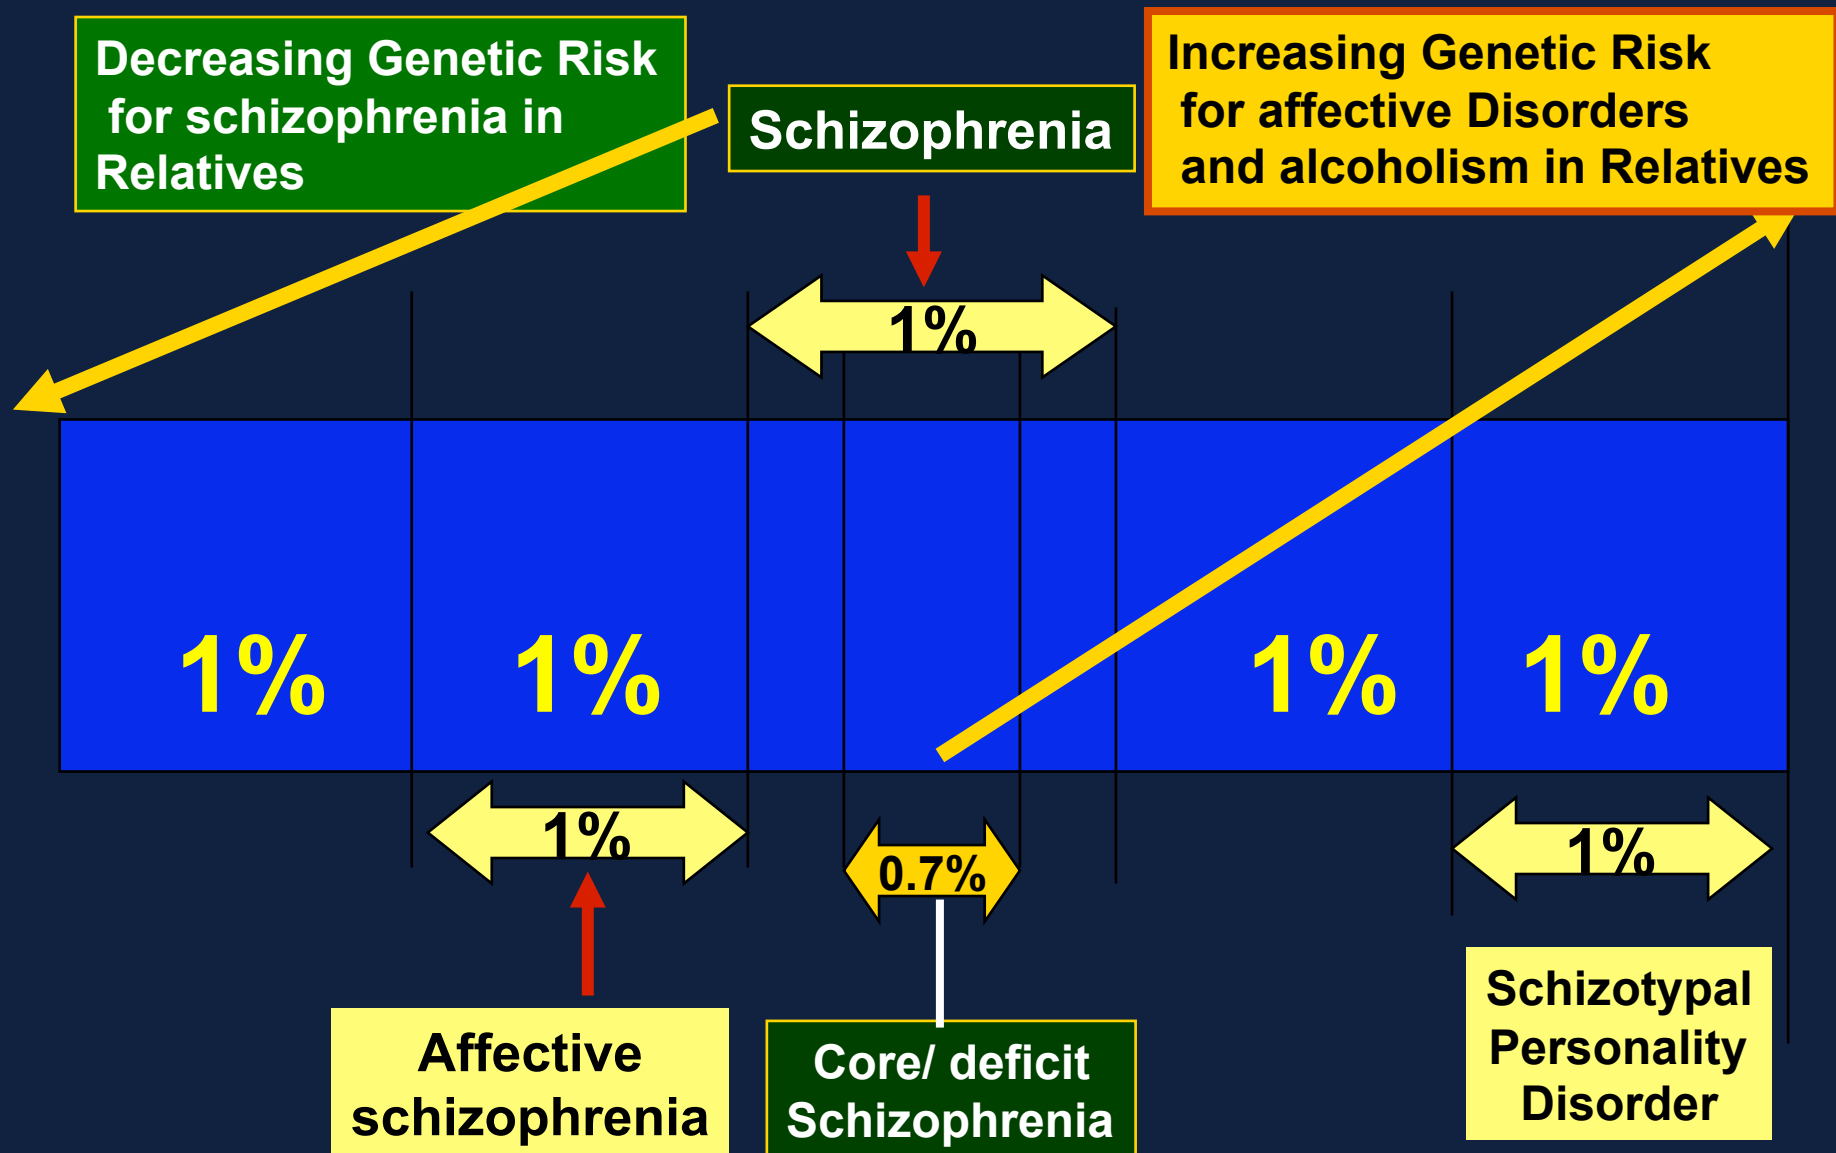 Decreasing Genetic Risk
for schizophrenia in
Relatives
Schizophrenia
Increasing Genetic Risk
for affective Disorders
and alcoholism in Relatives
1%
1%
1%
1%
1%
1%
0.7%
1%
Affective
schizophrenia
Core/ deficit
Schizophrenia
Schizotypal
Personality
Disorder